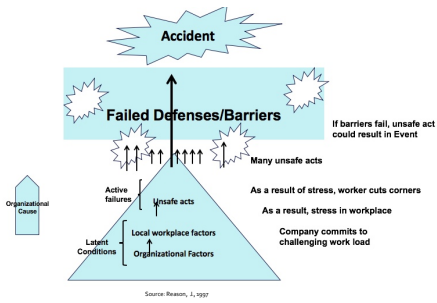 Accident
Failed Defenses/Barriers
If barriers fail, unsafe act
could result in Event
Many unsafe acts
Active
failures
Unsafe acts
As a result of stress, worker cuts corners
As a result, stress in workplace
Organizational
Cause
Latent
Conditions
Local workplace factors
Organizational Factors
Company commits to
challenging work load
Source: Reason, J., 1997